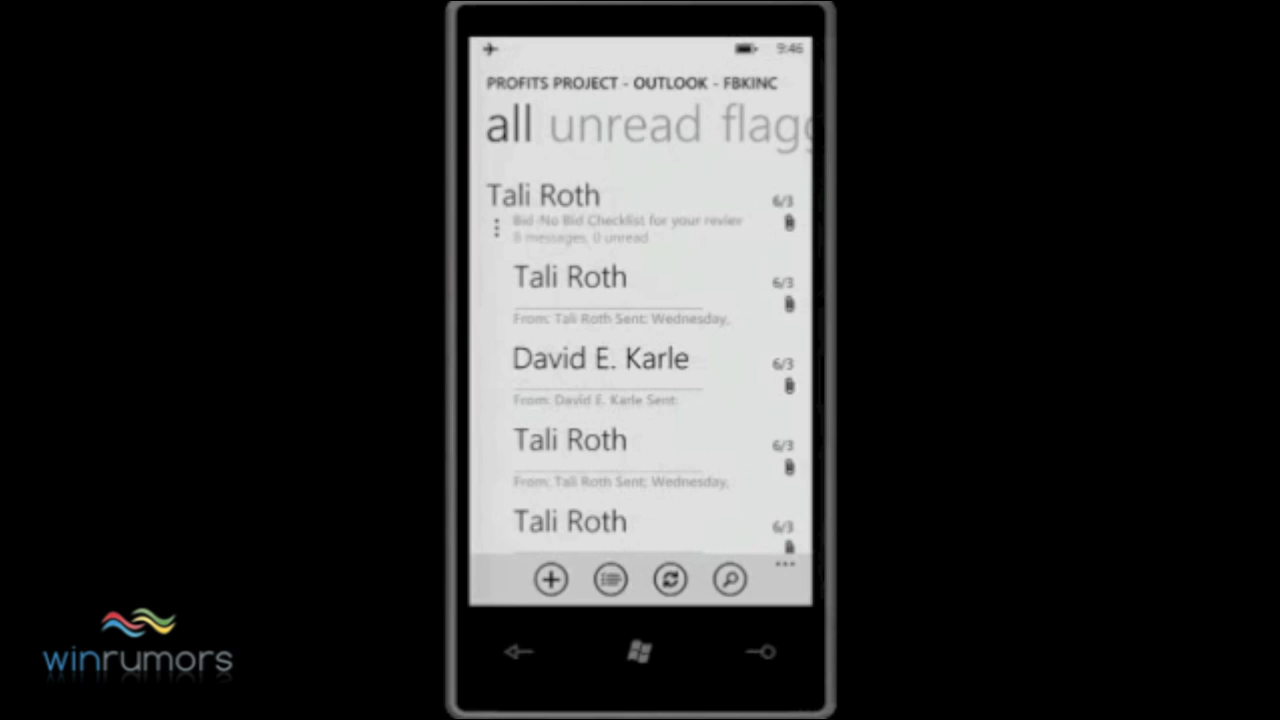 9:46
PROFITS PROJECT - OUTLOOK - FBKINC
all unread flagg
Tali Roth 6/3
Bid No Bid Checklist for your review
8 messages, 0 unread
Tali Roth 6/3
From: Tali Roth Sent: Wednesday,
David E. Karle 6/3
From: David E. Karle Sent:
Tali Roth 6/3
From: Tali Roth Sent: Wednesday,
Tali Roth 6/3
winrumors